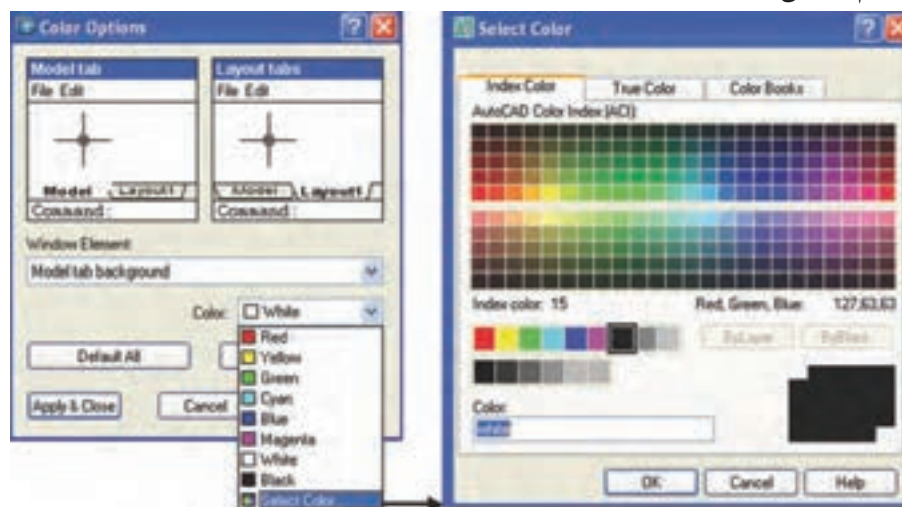 Color Options
Model tab
File Edit
Model Layout1
Command:
Layout tabs
File Edit
Model Layout1
Command:
Window Element:
Model tab background
Color: White
Red
Yellow
Green
Cyan
Blue
Magenta
White
Black
Select Color
Default All
Apply & Close
Cancel
Select Color
Index Color
True Color
Color Books
AutoCAD Color Index (ACI):
Index color: 15
Red, Green, Blue: 127,63,63
ByLayer
ByBlock
Color:
white
OK
Cancel
Help